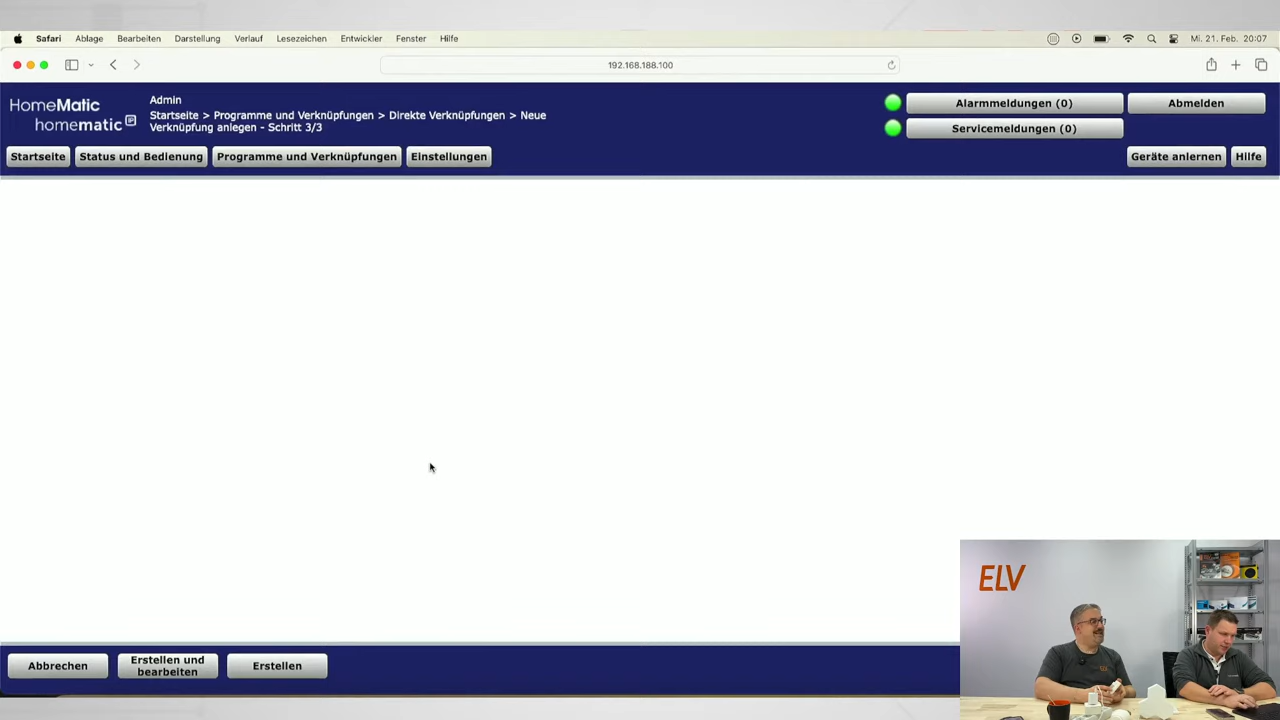 Safari Ablage Bearbeiten Darstellung Verlauf Lesezeichen Entwickler Fenster Hilfe Mi. 21. Feb. 20:07
192.168.188.100
HomeMatic
homematic IP
Admin
Startseite > Programme und Verknüpfungen > Direkte Verknüpfungen > Neue
Verknüpfung anlegen - Schritt 3/3
Alarmmeldungen (0) Abmelden
Servicemeldungen (0)
Startseite Status und Bedienung Programme und Verknüpfungen Einstellungen Geräte anlernen Hilfe
Abbrechen Erstellen und
bearbeiten Erstellen
ELV